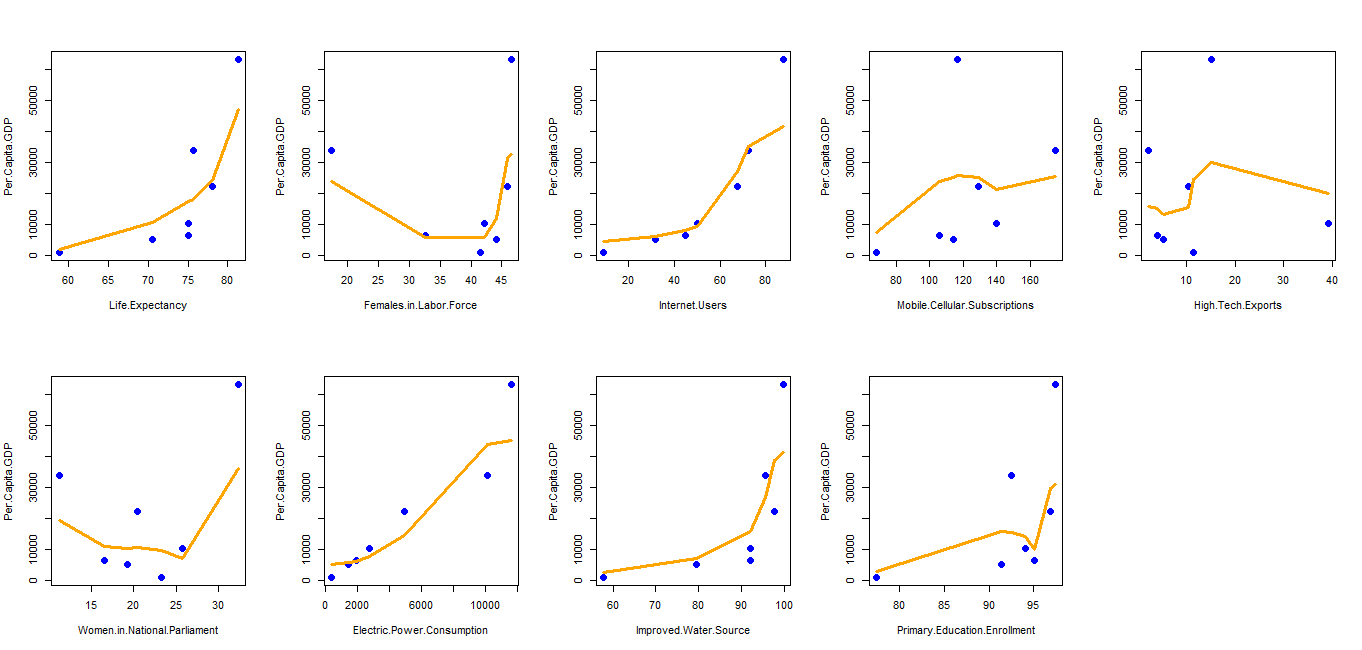 Per.Capita.GDP
50000
30000
10000
0
60 65 70 75 80
Life.Expectancy
Per.Capita.GDP
50000
30000
10000
0
20 25 30 35 40 45
Females.in.Labor.Force
Per.Capita.GDP
50000
30000
10000
0
20 40 60 80
Internet.Users
Per.Capita.GDP
50000
30000
10000
0
80 100 120 140 160
Mobile.Cellular.Subscriptions
Per.Capita.GDP
50000
30000
10000
0
10 20 30 40
High.Tech.Exports
Per.Capita.GDP
50000
30000
10000
0
15 20 25 30
Women.in.National.Parliament
Per.Capita.GDP
50000
30000
10000
0
0 2000 6000 10000
Electric.Power.Consumption
Per.Capita.GDP
50000
30000
10000
0
60 70 80 90 100
Improved.Water.Source
Per.Capita.GDP
50000
30000
10000
0
80 85 90 95
Primary.Education.Enrollment